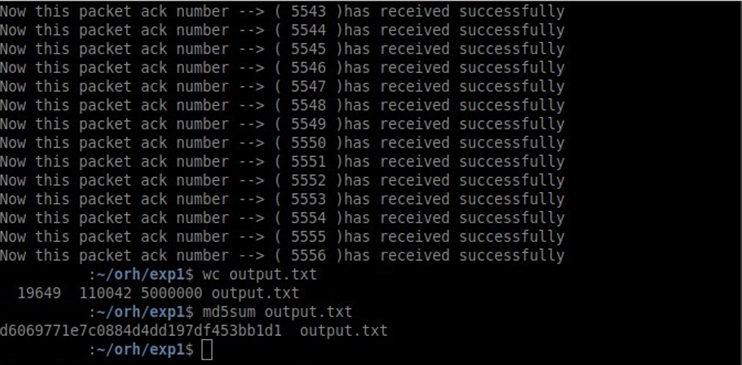 Now this packet ack number --> ( 5543 )has received successfully
Now this packet ack number --> ( 5544 )has received successfully
Now this packet ack number --> ( 5545 )has received successfully
Now this packet ack number --> ( 5546 )has received successfully
Now this packet ack number --> ( 5547 )has received successfully
Now this packet ack number --> ( 5548 )has received successfully
Now this packet ack number --> ( 5549 )has received successfully
Now this packet ack number --> ( 5550 )has received successfully
Now this packet ack number --> ( 5551 )has received successfully
Now this packet ack number --> ( 5552 )has received successfully
Now this packet ack number --> ( 5553 )has received successfully
Now this packet ack number --> ( 5554 )has received successfully
Now this packet ack number --> ( 5555 )has received successfully
Now this packet ack number --> ( 5556 )has received successfully
:~/orh/exp1$ wc output.txt
19649 110042 5000000 output.txt
:~/orh/exp1$ md5sum output.txt
d6069771e7c0884d4dd197df453bb1d1 output.txt
:~/orh/exp1$